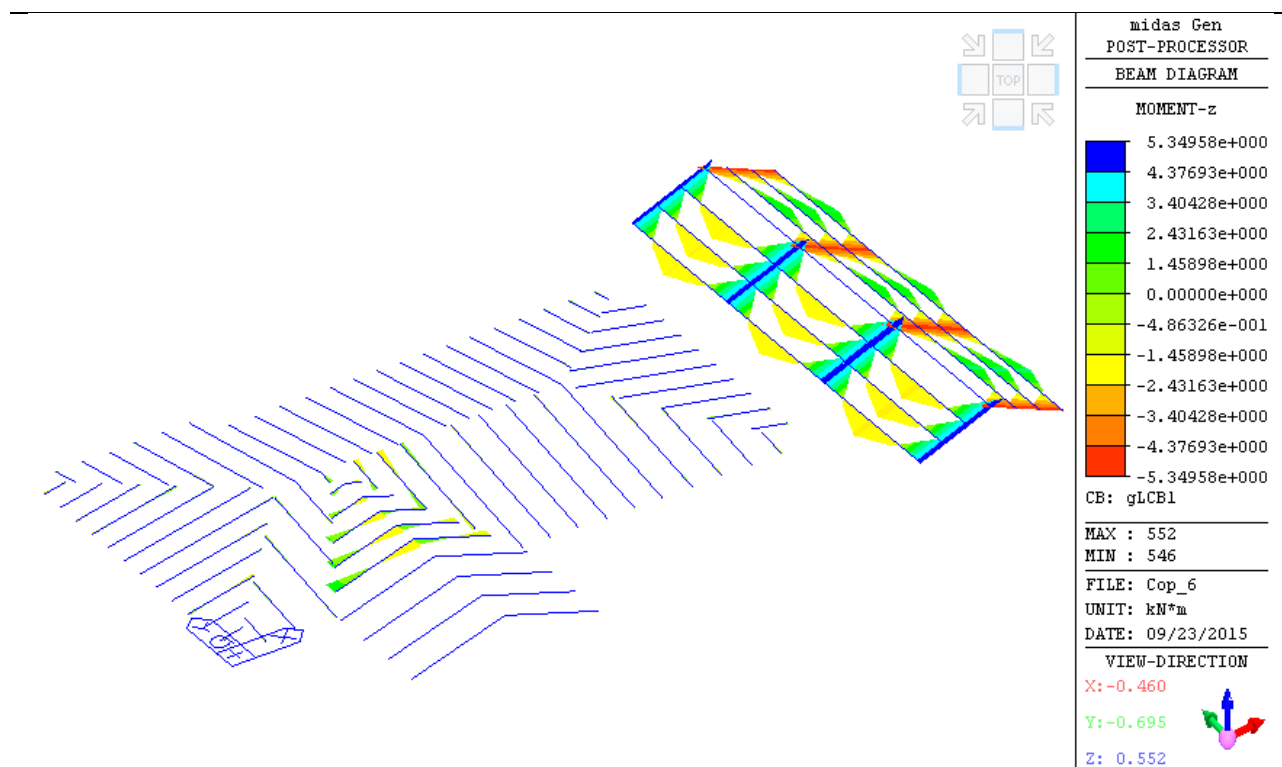 TOP
midas Gen
POST-PROCESSOR
BEAM DIAGRAM
MOMENT-z
5.34958e+000
4.37693e+000
3.40428e+000
2.43163e+000
1.45898e+000
0.00000e+000
-4.86326e-001
-1.45898e+000
-2.43163e+000
-3.40428e+000
-4.37693e+000
-5.34958e+000
CB: gLCB1
MAX : 552
MIN : 546
FILE: Cop_6
UNIT: kN*m
DATE: 09/23/2015
VIEW-DIRECTION
X:-0.460
Y:-0.695
Z: 0.552